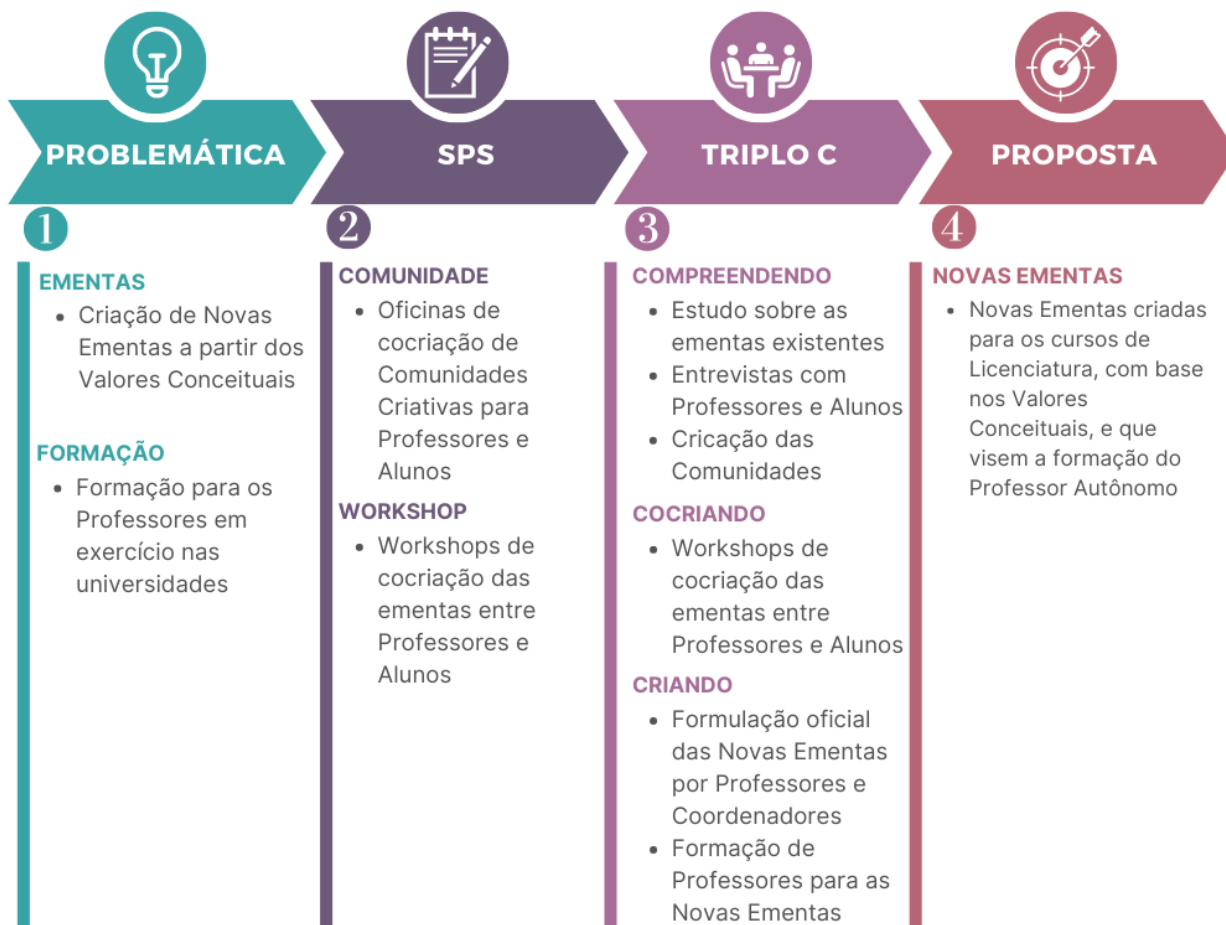 PROBLEMÁTICA
SPS
TRIPLO C
PROPOSTA
1
EMENTAS
• Criação de Novas
Ementas a partir dos
Valores Conceituais
FORMAÇÃO
• Formação para os
Professores em
exercício nas
universidades
2
COMUNIDADE
• Oficinas de
cocriação de
Comunidades
Criativas para
Professores e
Alunos
WORKSHOP
• Workshops de
cocriação das
ementas entre
Professores e
Alunos
3
COMPREENDENDO
• Estudo sobre as
ementas existentes
• Entrevistas com
Professores e Alunos
• Cricação das
Comunidades
COCRIANDO
• Workshops de
cocriação das
ementas entre
Professores e Alunos
CRIANDO
• Formulação oficial
das Novas Ementas
por Professores e
Coordenadores
• Formação de
Professores para as
Novas Ementas
4
NOVAS EMENTAS
• Novas Ementas criadas
para os cursos de
Licenciatura, com base
nos Valores
Conceituais, e que
visem a formação do
Professor Autônomo